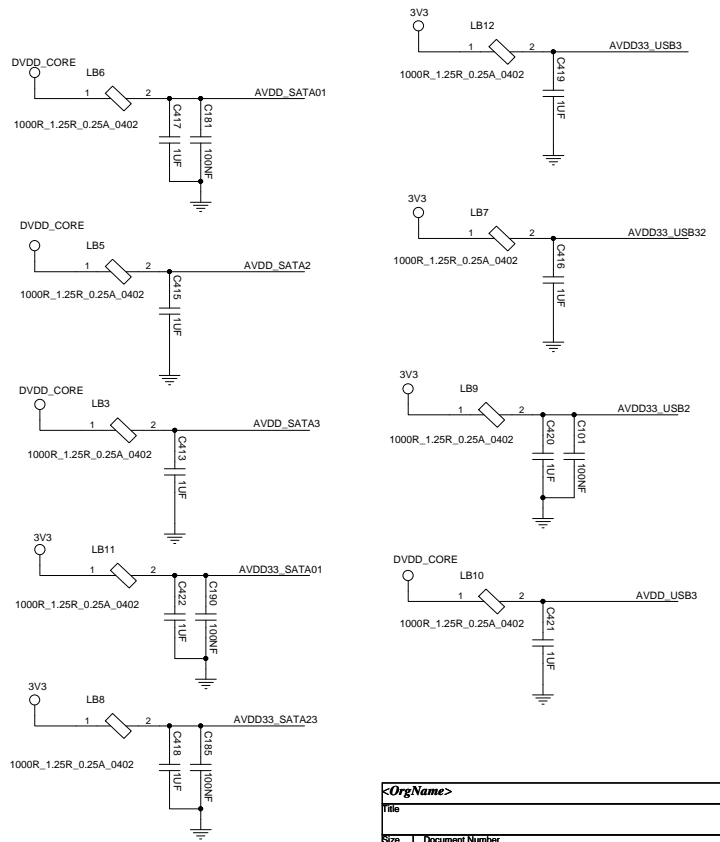 DVDD_CORE
LB6
1 2 AVDD_SATA01
1000R_1.25R_0.25A_0402
C417
1UF
C181
100NF
DVDD_CORE
LB5
1 2 AVDD_SATA2
1000R_1.25R_0.25A_0402
C415
1UF
DVDD_CORE
LB3
1 2 AVDD_SATA3
1000R_1.25R_0.25A_0402
C413
1UF
3V3
LB11
1 2 AVDD33_SATA01
1000R_1.25R_0.25A_0402
C422
1UF
C190
100NF
3V3
LB8
1 2 AVDD33_SATA23
1000R_1.25R_0.25A_0402
C418
1UF
C185
100NF
3V3
LB12
1 2 AVDD33_USB3
1000R_1.25R_0.25A_0402
C419
1UF
3V3
LB7
1 2 AVDD33_USB32
1000R_1.25R_0.25A_0402
C416
1UF
3V3
LB9
1 2 AVDD33_USB2
1000R_1.25R_0.25A_0402
C420
1UF
C101
100NF
DVDD_CORE
LB10
1 2 AVDD_USB3
1000R_1.25R_0.25A_0402
C421
1UF
<OrgName>
Title
Size Document Number